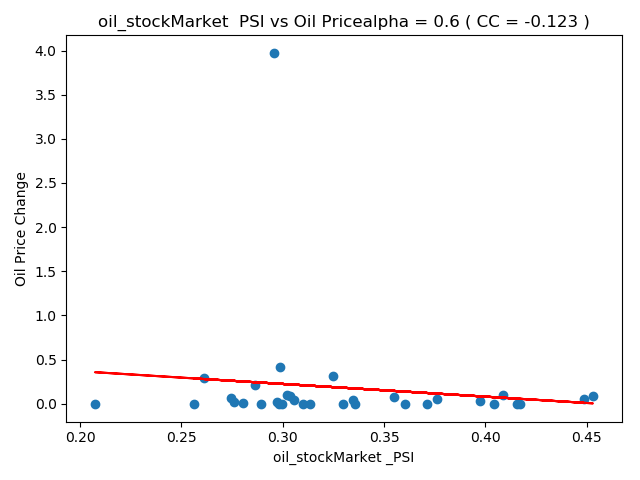 oil_stockMarket  PSI vs Oil Pricealpha = 0.6 ( CC = -0.123 )
4.0
3.5
3.0
2.5
2.0
1.5
1.0
0.5
0.0
Oil Price Change
0.20 0.25 0.30 0.35 0.40 0.45
oil_stockMarket _PSI